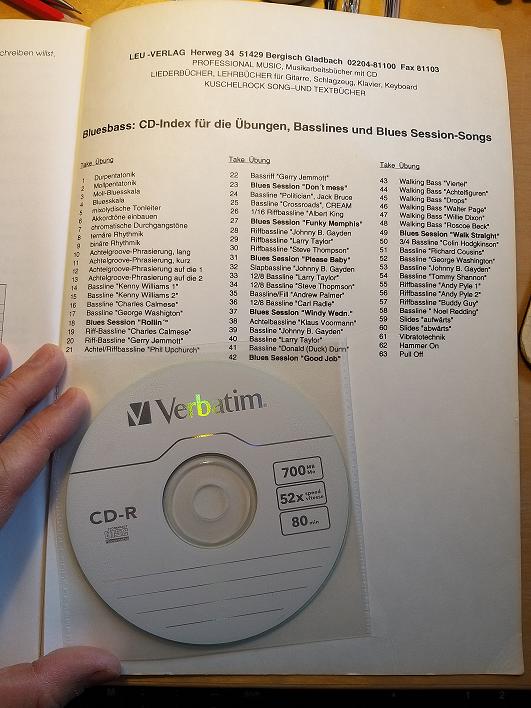 chreiben willst,
LEU -VERLAG Herweg 34 51429 Bergisch Gladbach 02204-81100 Fax 81103
PROFESSIONAL MUSIC, Musikarbeitsbücher mit CD
LIEDERBÜCHER, LEHRBÜCHER für Gitarre, Schlagzeug, Klavier, Keyboard
KUSCHELROCK SONG-UND TEXTBÜCHER
Bluesbass: CD-Index für die Übungen, Basslines und Blues Session-Songs
Take Übung
1 Durpentatonik
2 Mollpentatonik
3 Moll-Bluesskala
4 Bluesskala
5 mixolydische Tonleiter
6 Akkordtöne einbauen
7 chromatische Durchgangstöne
8 ternäre Rhythmik
9 binäre Rhythmik
10 Achtelgroove-Phrasierung, lang
11 Achtelgroove-Phrasierung, kurz
12 Achtelgroove-Phrasierung auf die 1
13 Achtelgroove-Phrasierung auf die 2
14 Bassline "Kenny Williams 1"
15 Bassline "Kenny Williams 2"
16 Bassline "Charles Calmese"
17 Bassline "George Washigton"
18 Blues Session "Rollin´"
19 Riff-Bassline "Charles Calmese"
20 Riff-Bassline "Gerry Jemmott"
21 Achtel/Riffbassline "Phil Upchurch"
Take Übung
22 Bassriff "Gerry Jemmott"
23 Blues Session "Don´t mess"
24 Bassline "Politician", Jack Bruce
25 Bassline "Crossroads", CREAM
26 1/16 Riffbassline "Albert King
27 Blues Session "Funky Memphis"
28 Riffbassline "Johnny B. Gayden
29 Riffbassline "Larry Taylor"
30 Riffbassline "Steve Thompson"
31 Blues Session "Please Baby"
32 Slapbassline "Johnny B. Gayden
33 12/8 Bassline "Larry Taylor"
34 12/8 Bassline "Steve Thopmson"
35 Bassline/Fill "Andrew Palmer"
36 12/8 Bassline "Carl Radle"
37 Blues Session "Windy Wedn."
38 Achtelbassline "Klaus Voormann"
39 Bassline "Johnny B. Gayden"
40 Bassline "Larry Taylor"
41 Bassline "Donald (Duck) Dunn"
42 Blues Session "Good Job"
Take Übung
43 Walking Bass "Viertel"
44 Walking Bass "Achtelfiguren"
45 Walking Bass "Drops"
46 Walking Bass "Walter Page"
47 Walking Bass "Willie Dixon"
48 Walking Bass "Roscoe Beck"
49 Blues Session "Walk Straight"
50 3/4 Bassline "Colin Hodgkinson"
51 Bassline "Richard Cousins"
52 Bassline "George Washington"
53 Bassline "Johnny B. Gayden"
54 Bassline "Tommy Shannon"
55 Riffbassline "Andy Pyle 1"
56 Riffbassline "Andy Pyle 2"
57 Riffbassline "Buddy Guy"
58 Bassline " Noel Redding"
59 Slides "aufwärts"
60 Slides "abwärts"
61 Vibratotechnik
62 Hammer On
63 Pull Off
Verbatim
CD-R
COMPACT disc
700 MB Mo
52x speed vitesse
80 min